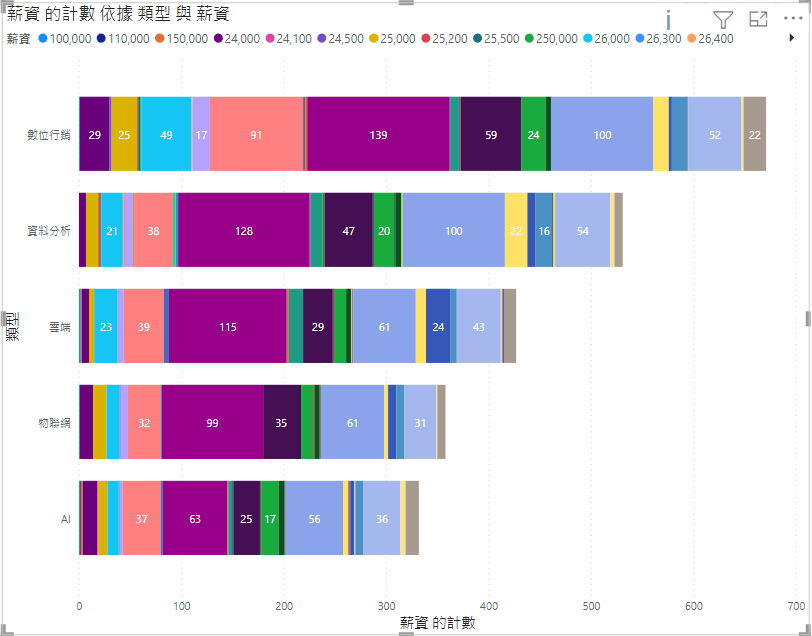 薪資 的計數 依據 類型 與 薪資
薪資 100,000 110,000 150,000 24,000 24,100 24,500 25,000 25,200 25,500 250,000 26,000 26,300 26,400
數位行銷 29 25 49 17 91 139 59 24 100 52 22
資料分析 21 38 128 47 20 100 22 16 54
類型
雲端 23 39 115 29 61 24 43
物聯網 32 99 35 61 31
AI 37 63 25 17 56 36
0 100 200 300 400 500 600 700
薪資 的計數